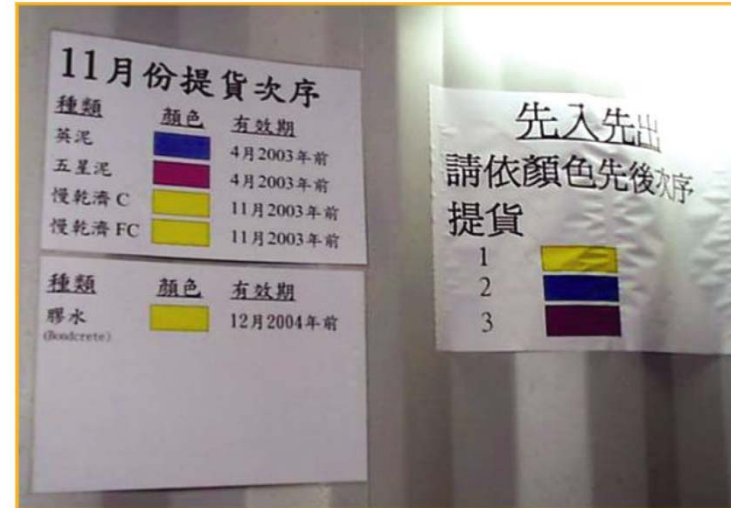 11月份提貨次序
種類 顏色 有效期
英泥 4月2003年前
五星泥 4月2003年前
慢乾濟 C 11月2003年前
慢乾濟 FC 11月2003年前
種類 顏色 有效期
膠水 12月2004年前
(Bondcrete)
先入先出
請依顏色先後次序
提貨
1
2
3